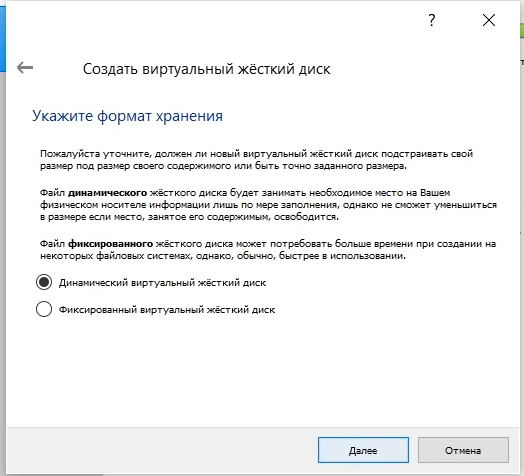 ?
Создать виртуальный жёсткий диск
Укажите формат хранения
Пожалуйста уточните, должен ли новый виртуальный жёсткий диск подстраивать свой
размер под размер своего содержимого или быть точно заданного размера.
Файл динамического жёсткого диска будет занимать необходимое место на Вашем
физическом носителе информации лишь по мере заполнения, однако не сможет уменьшиться
в размере если место, занятое его содержимым, освободится.
Файл фиксированного жёсткого диска может потребовать больше времени при создании на
некоторых файловых системах, однако, обычно, быстрее в использовании.
Динамический виртуальный жёсткий диск
Фиксированный виртуальный жёсткий диск
Далее
Отмена